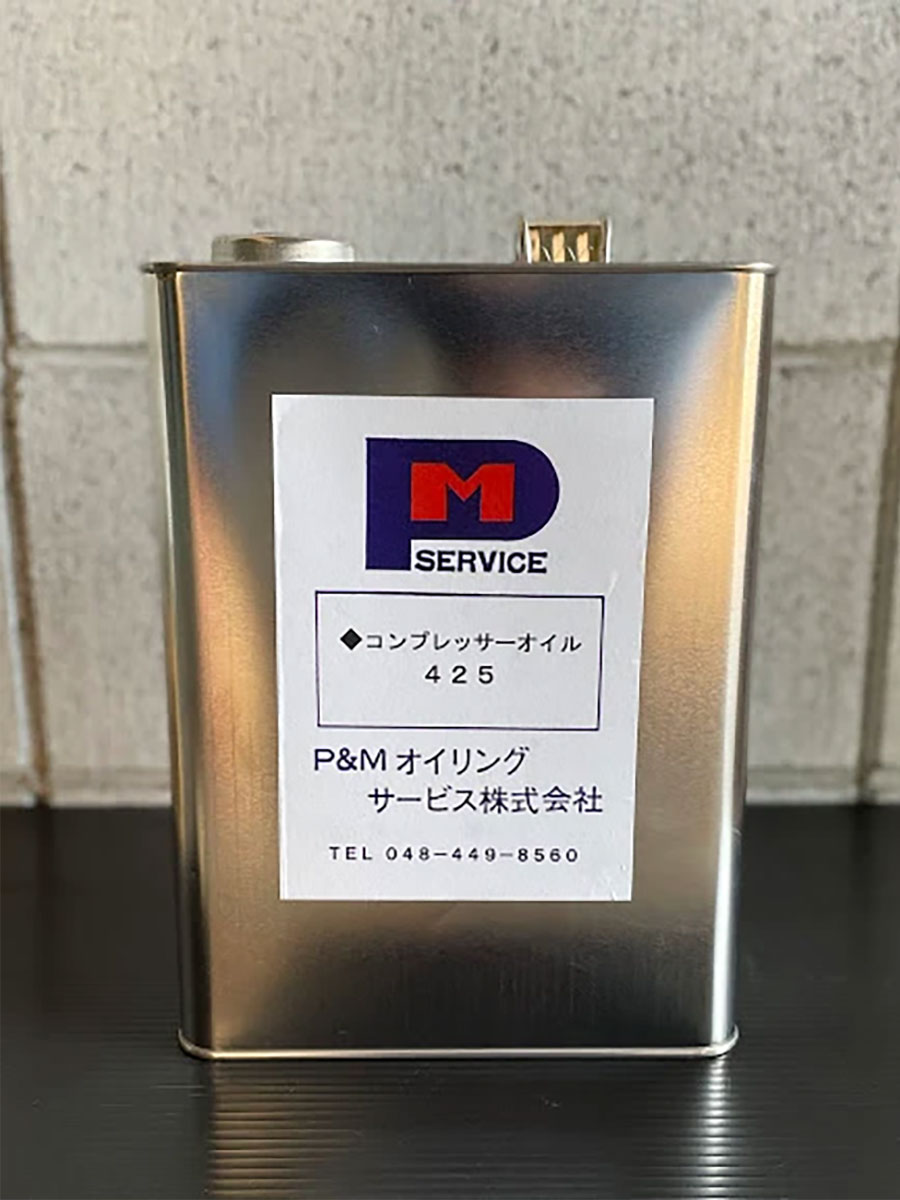 PM
SERVICE
◆コンプレッサーオイル
425
P&M オイリング
サービス株式会社
TEL 048-449-8560